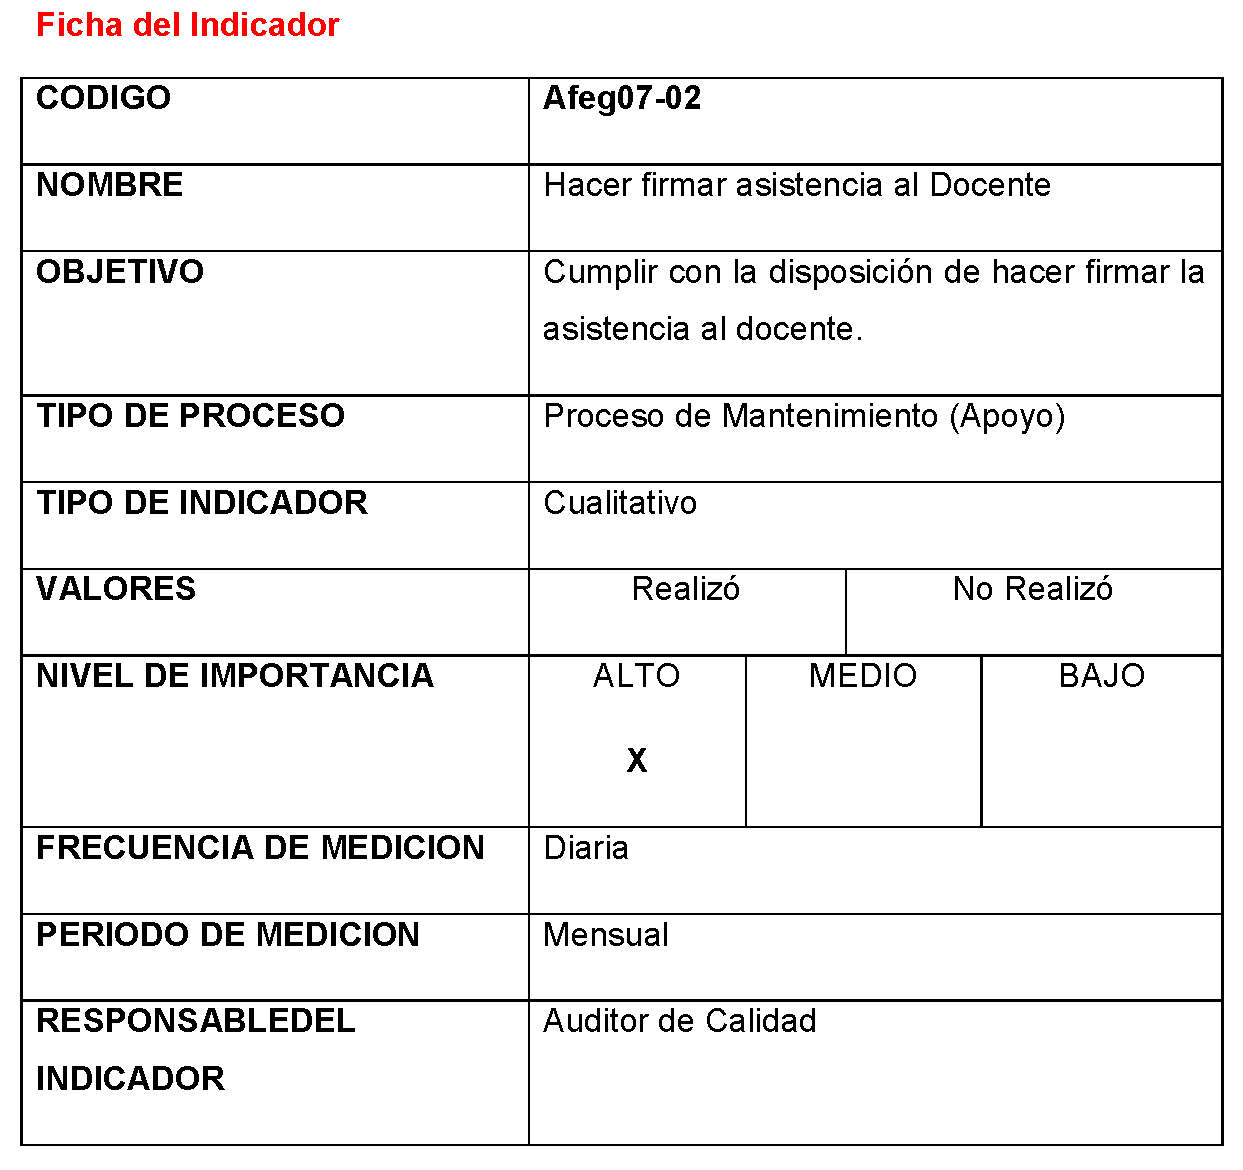 Ficha del Indicador
CODIGO Afeg07-02
NOMBRE Hacer firmar asistencia al Docente
OBJETIVO Cumplir con la disposición de hacer firmar la
asistencia al docente.
TIPO DE PROCESO Proceso de Mantenimiento (Apoyo)
TIPO DE INDICADOR Cualitativo
VALORES Realizó No Realizó
NIVEL DE IMPORTANCIA ALTO MEDIO BAJO
X
FRECUENCIA DE MEDICION Diaria
PERIODO DE MEDICION Mensual
RESPONSABLEDEL Auditor de Calidad
INDICADOR